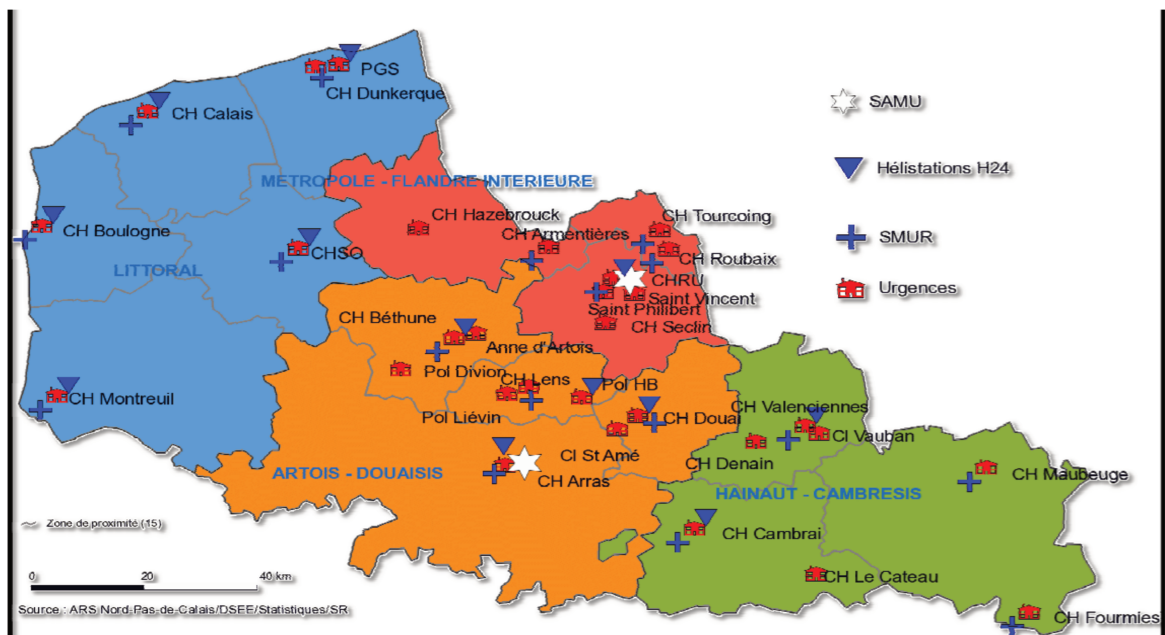 PGS
CH Dunkerque
CH Calais
SAMU
Hélistations H24
METROPOLE - FLANDRE INTERIEURE
CH Hazebrouck
CH Tourcoing
CH Armentières
CH Boulogne
CHSO
CH Roubaix
SMUR
LITTORAL
CHRU
Urgences
Saint Vincent
Saint Philibert
CH Béthune
CH Seclin
Anne d'Artois
Pol Divion
CH Lens
Pol HB
CH Montreuil
Pol Liévin
CH Douai
CH Valenciennes
Cl Vauban
Cl St Amé
CH Denain
ARTOIS - DOUAISIS
CH Arras
CH Maubeuge
HAINAUT - CAMBRESIS
Zone de proximité (15)
CH Cambrai
CH Le Cateau
0 20 40 km
Source : ARS Nord-Pas-de-Calais/DSEE/Statistiques/SR
CH Fourmies